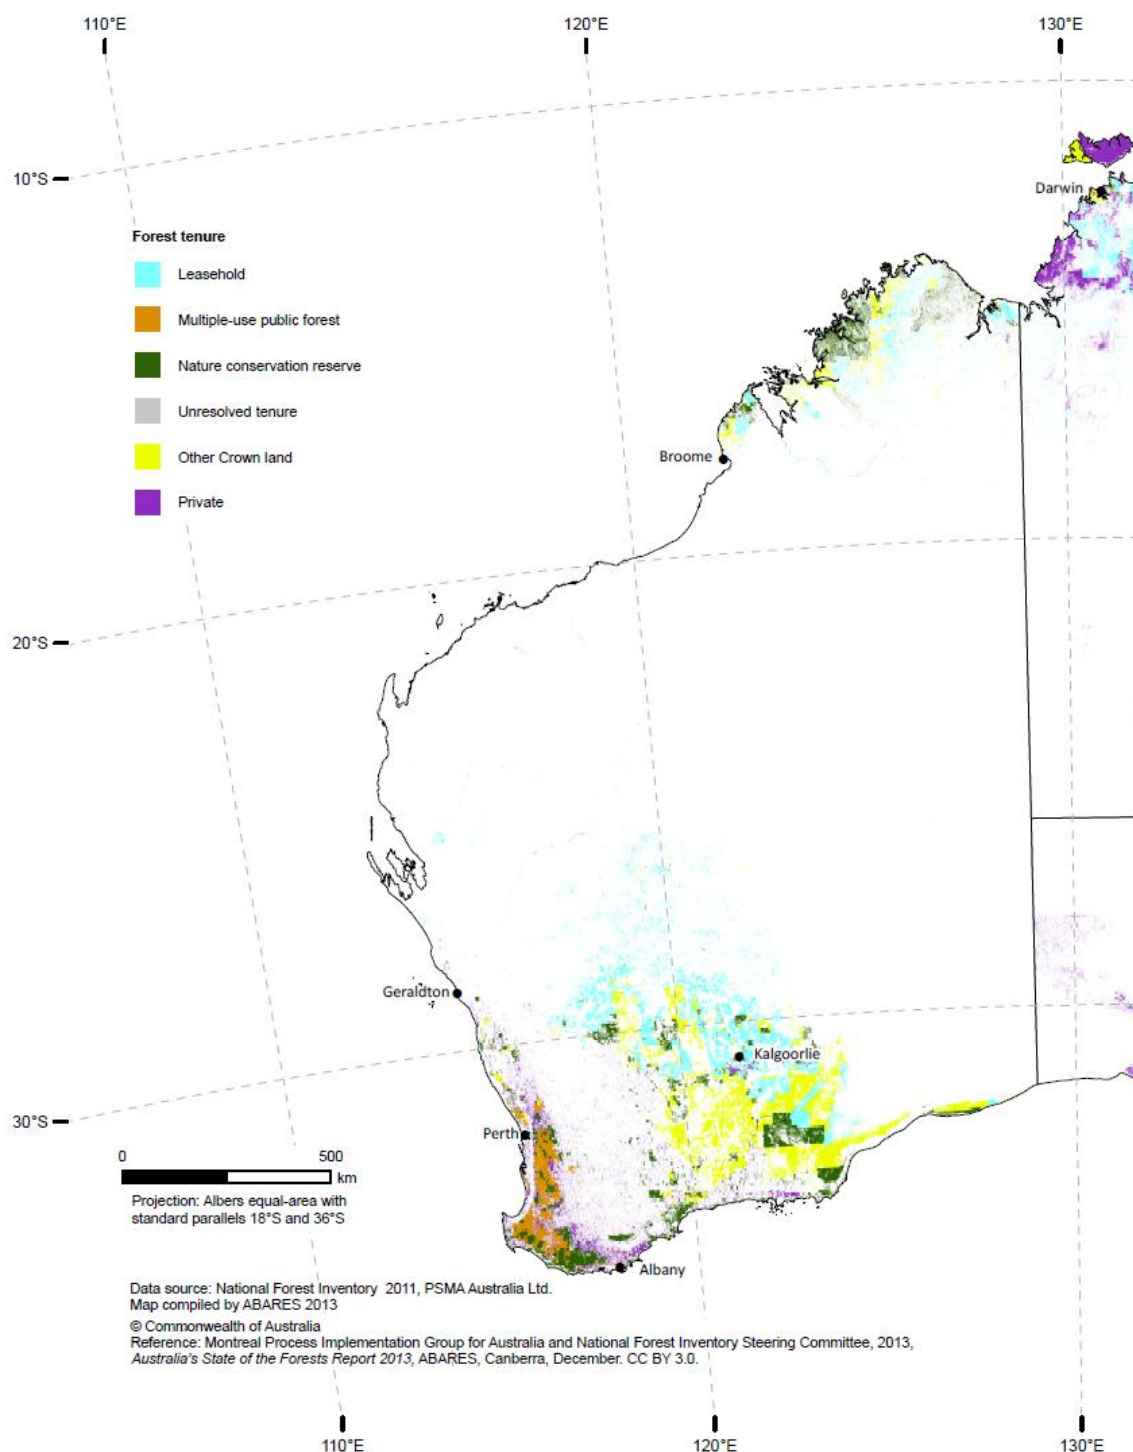 110°E
120°E
130°E
10°S
Darwin
Forest tenure
Leasehold
Multiple-use public forest
Nature conservation reserve
Unresolved tenure
Other Crown land
Private
Broome
20°S
Geraldton
Kalgoorlie
30°S
Perth
0 500
km
Projection: Albers equal-area with
standard parallels 18°S and 36°S
Albany
Data source: National Forest Inventory 2011, PSMA Australia Ltd.
Map compiled by ABARES 2013
© Commonwealth of Australia
Reference: Montreal Process Implementation Group for Australia and National Forest Inventory Steering Committee, 2013,
Australia's State of the Forests Report 2013, ABARES, Canberra, December. CC BY 3.0.
110°E
120°E
130°E